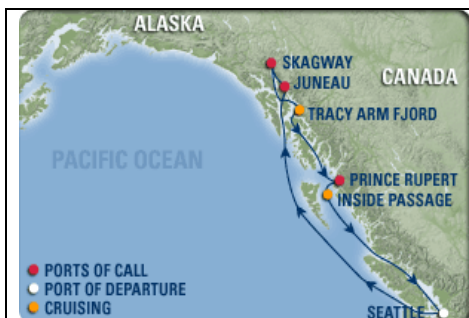 ALASKA
SKAGWAY
CANADA
JUNEAU
TRACY ARM FJORD
PACIFIC OCEAN
PRINCE RUPERT
INSIDE PASSAGE
PORTS OF CALL
PORT OF DEPARTURE
CRUISING
SEATTLE